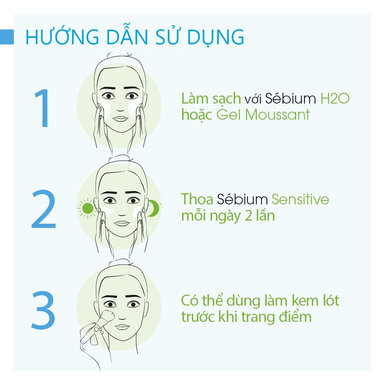 HƯỚNG DẪN SỬ DỤNG
1
Làm sạch với Sébium H2O
hoặc Gel Moussant
2
Thoa Sébium Sensitive
mỗi ngày 2 lần
3
Có thể dùng làm kem lót
trước khi trang điểm